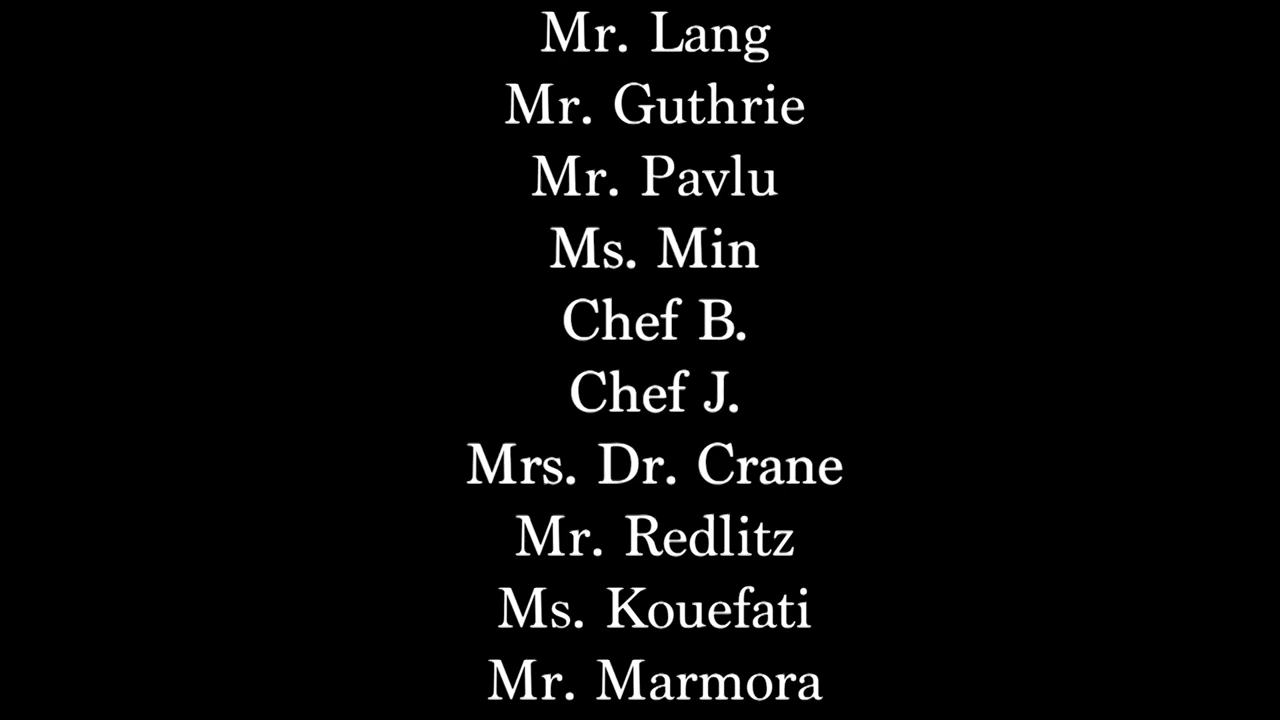 Mr. Lang
Mr. Guthrie
Mr. Pavlu
Ms. Min
Chef B.
Chef J.
Mrs. Dr. Crane
Mr. Redlitz
Ms. Kouefati
Mr. Marmora